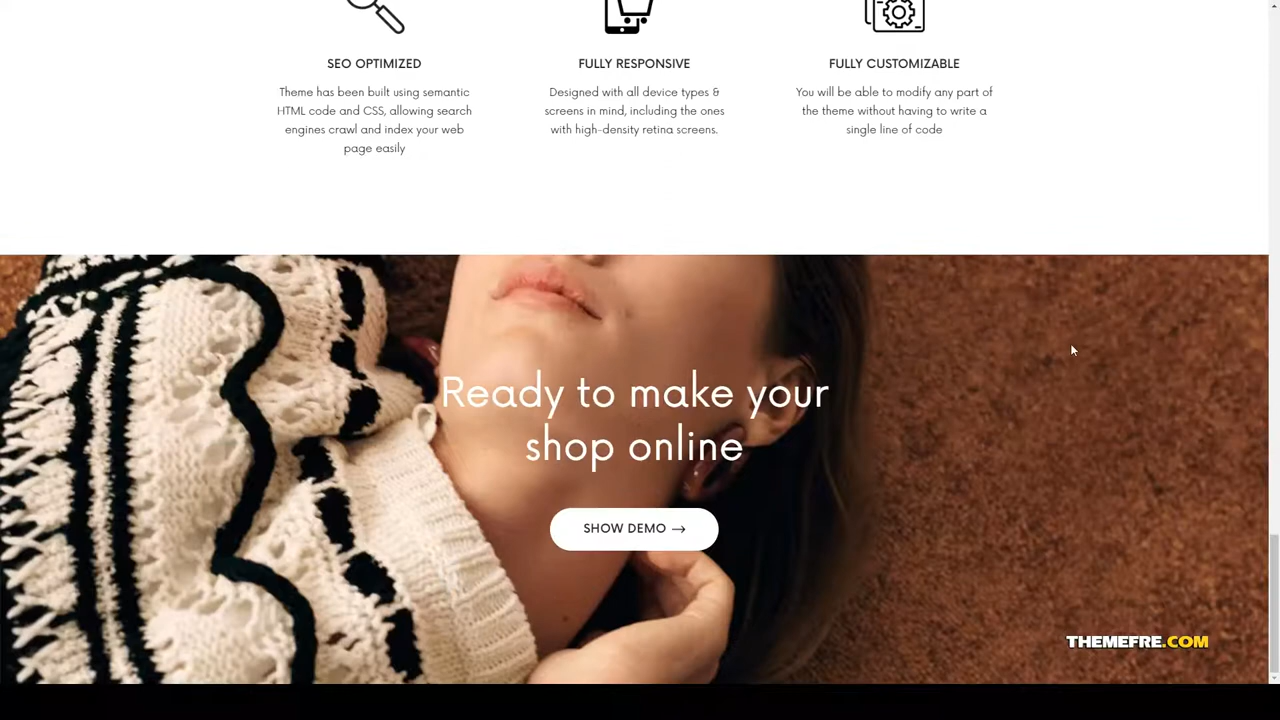 SEO OPTIMIZED
Theme has been built using semantic
HTML code and CSS, allowing search
engines crawl and index your web
page easily
FULLY RESPONSIVE
Designed with all device types &
screens in mind, including the ones
with high-density retina screens.
FULLY CUSTOMIZABLE
You will be able to modify any part of
the theme without having to write a
single line of code
Ready to make your
shop online
SHOW DEMO →
THEMEFRE.COM